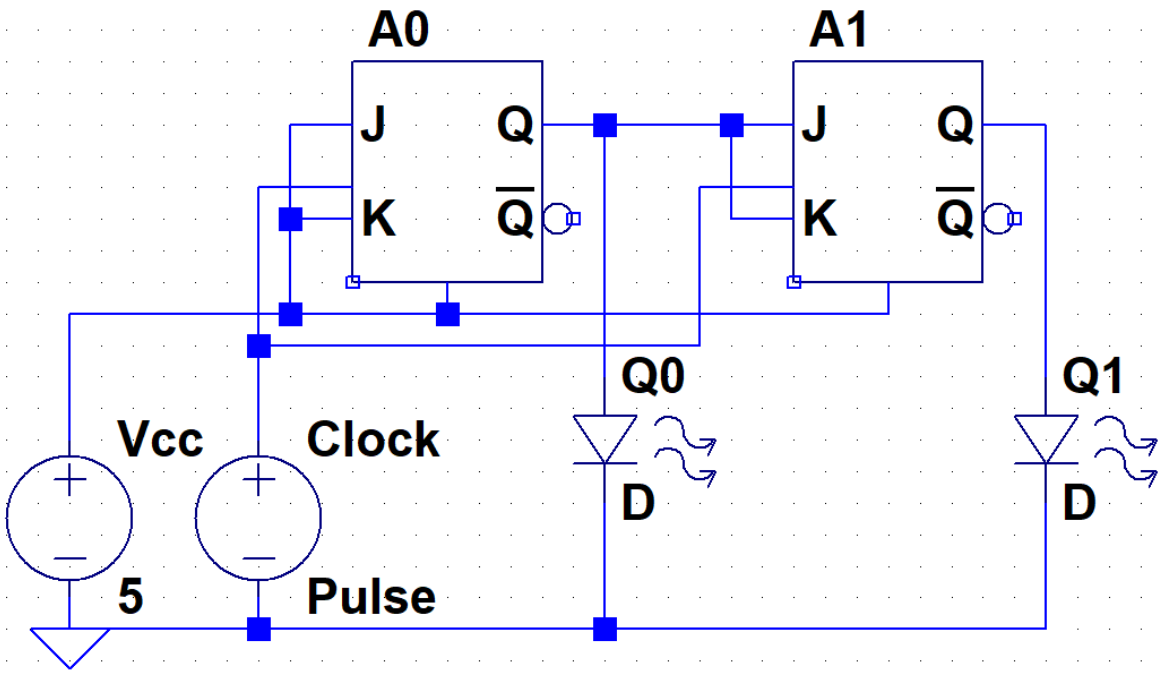 A0
A1
J Q
J Q
K Q̅
K Q̅
Q0
Q1
Vcc
Clock
D
D
5
Pulse